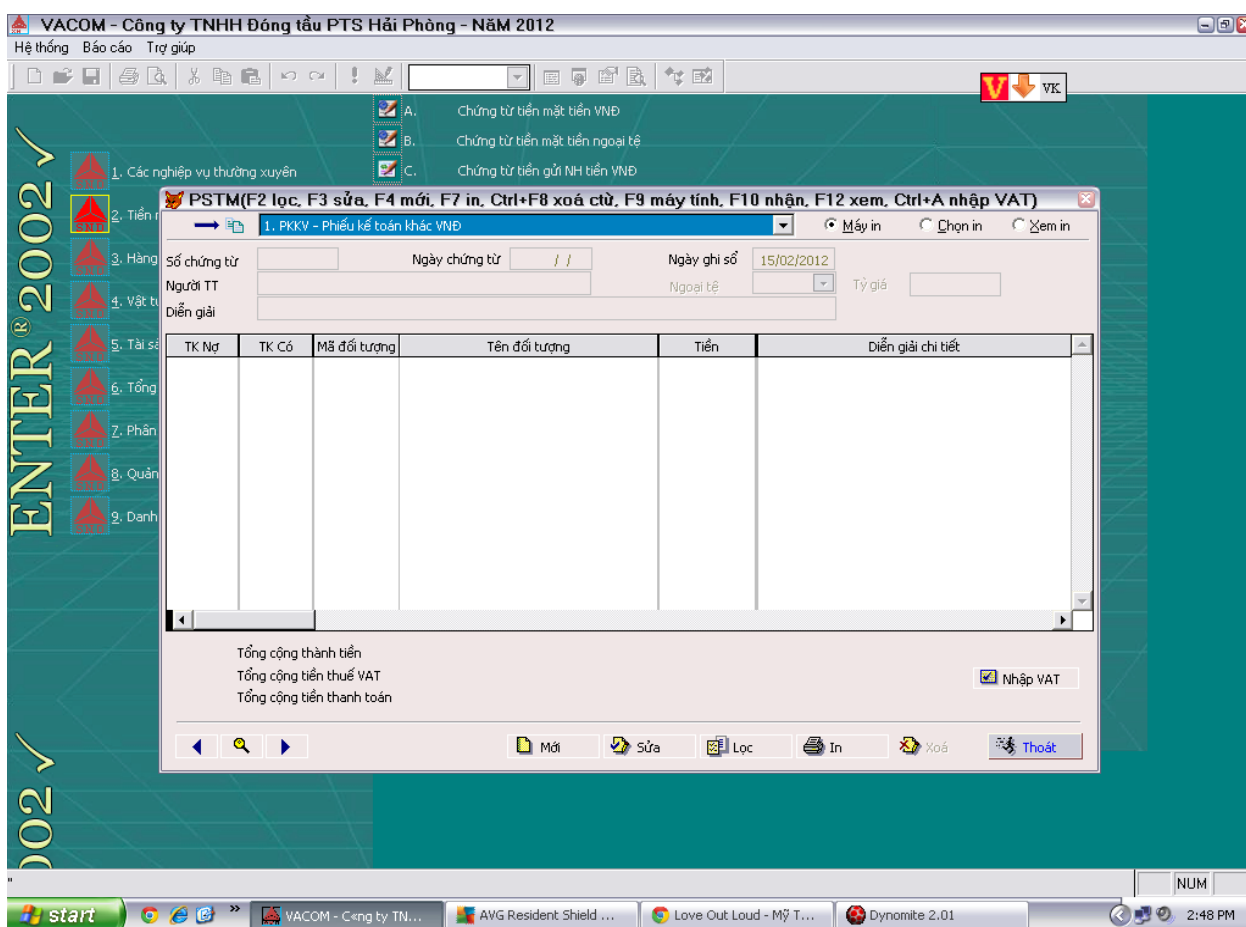 VACOM - Công ty TNHH Đóng tầu PTS Hải Phòng - NăM 2012
Hệ thống Báo cáo Trợ giúp
V VK
A. Chứng từ tiền mặt tiền VNĐ
B. Chứng từ tiền mặt tiền ngoại tệ
1. Các nghiệp vụ thường xuyên
C. Chứng từ tiền gửi NH tiền VNĐ
PSTM(F2 lọc, F3 sửa, F4 mới, F7 in, Ctrl+F8 xoá ctừ, F9 máy tính, F10 nhận, F12 xem, Ctrl+A nhập VAT)
2. Tiền
1. PKKV - Phiếu kế toán khác VNĐ
Máy in Chọn in Xem in
3. Hàng
Số chứng từ Ngày chứng từ / / Ngày ghi sổ 15/02/2012
Người TT Ngoại tệ Tỷ giá
4. Vật
Diễn giải
5. Tài
TK Nợ TK Có Mã đối tượng Tên đối tượng Tiền Diễn giải chi tiết
6. Tổng
7. Phân
8. Quản
9. Danh
ENTER® 2002
Tổng cộng thành tiền
Tổng cộng tiền thuế VAT
Nhập VAT
Tổng cộng tiền thanh toán
Mới Sửa Lọc In Xoá Thoát
002
"
NUM
start VACOM - C«ng ty TN... AVG Resident Shield ... Love Out Loud - Mỹ T... Dynomite 2.01 2:48 PM